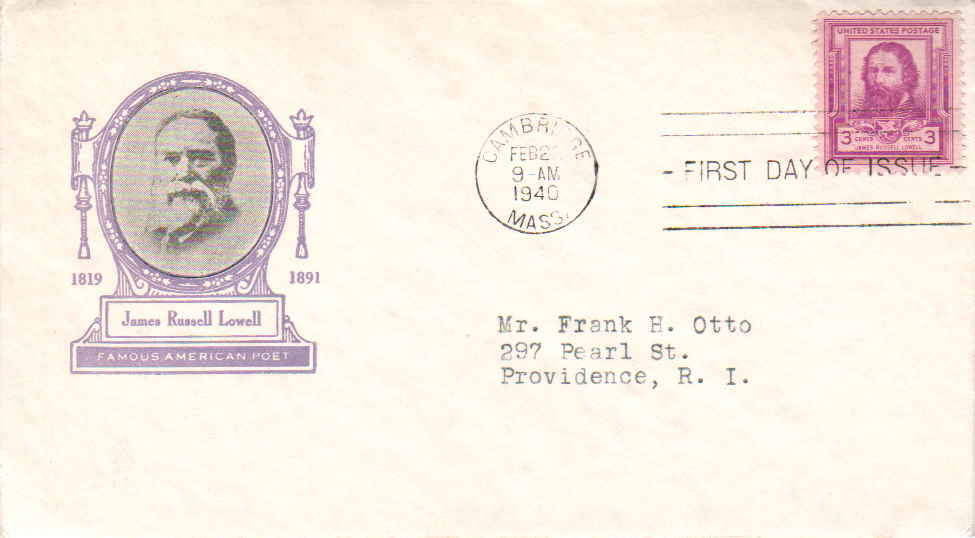 UNITED STATES POSTAGE
3 CENTS CENTS 3
JAMES RUSSELL LOWELL
CAMBRIDGE
9-AM
1940
MASS.
FIRST DAY OF ISSUE
1819 1891
James Russell Lowell
FAMOUS AMERICAN POET
Mr. Frank H. Otto
297 Pearl St.
Providence, R. I.